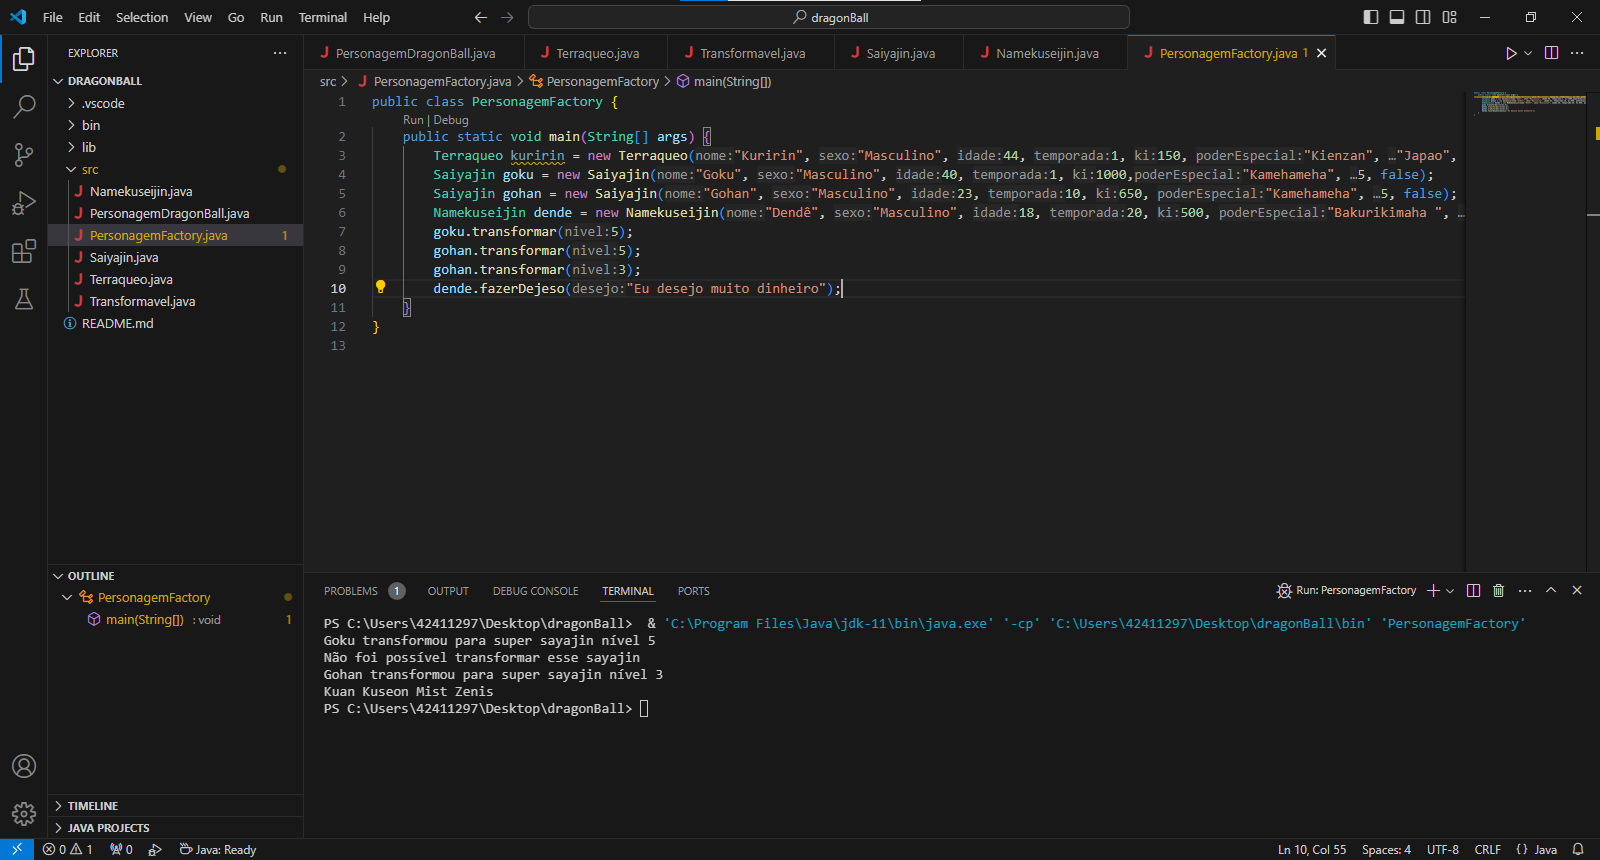 File Edit Selection View Go Run Terminal Help
dragonBall
EXPLORER
PersonagemDragonBall.java
Terraqueo.java
Transformavel.java
Saiyajin.java
Namekuseijin.java
PersonagemFactory.java 1
DRAGONBALL
.vscode
bin
lib
src
Namekuseijin.java
PersonagemDragonBall.java
PersonagemFactory.java 1
Saiyajin.java
Terraqueo.java
Transformavel.java
README.md
src > PersonagemFactory.java > PersonagemFactory > main(String[])
1 public class PersonagemFactory {
Run | Debug
2 public static void main(String[] args) {
3 Terraqueo kuririn = new Terraqueo(nome:"Kuririn", sexo:"Masculino", idade:44, temporada:1, ki:150, poderEspecial:"Kienzan", …"Japao",
4 Saiyajin goku = new Saiyajin(nome:"Goku", sexo:"Masculino", idade:40, temporada:1, ki:1000,poderEspecial:"Kamehameha", …5, false);
5 Saiyajin gohan = new Saiyajin(nome:"Gohan", sexo:"Masculino", idade:23, temporada:10, ki:650, poderEspecial:"Kamehameha", …5, false);
6 Namekuseijin dende = new Namekuseijin(nome:"Dendê", sexo:"Masculino", idade:18, temporada:20, ki:500, poderEspecial:"Bakurikimaha ", …
7 goku.transformar(nivel:5);
8 gohan.transformar(nivel:5);
9 gohan.transformar(nivel:3);
10 dende.fazerDejeso(desejo:"Eu desejo muito dinheiro");
11 }
12 }
13
OUTLINE
PersonagemFactory
main(String[]) : void 1
TIMELINE
JAVA PROJECTS
PROBLEMS 1 OUTPUT DEBUG CONSOLE TERMINAL PORTS
Run: PersonagemFactory
PS C:\Users\42411297\Desktop\dragonBall> & 'C:\Program Files\Java\jdk-11\bin\java.exe' '-cp' 'C:\Users\42411297\Desktop\dragonBall\bin' 'PersonagemFactory'
Goku transformou para super sayajin nível 5
Não foi possível transformar esse sayajin
Gohan transformou para super sayajin nível 3
Kuan Kuseon Mist Zenis
PS C:\Users\42411297\Desktop\dragonBall>
0 1 0 Java: Ready
Ln 10, Col 55 Spaces: 4 UTF-8 CRLF {} Java